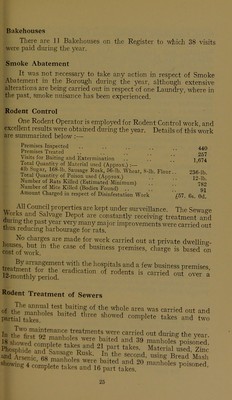 Bakehouses
There are 11 Bakehouses on the Register to which 38 visits
were paid during the year.
Smoke Abatement
It was not necessary to take any action in respect of Smoke
Abatement in the Borough during the year, although extensive
alterations are being carried out in respect of one Laundry, where in
the past, smoke nuisance has been experienced.
Rodent Control
One Rodent Operator is employed for Rodent Control work, and
excellent results were obtained during the year. Details of this work
are summarized below :—
Premises Inspected .. .. .. .. 440
Premises Treated .. .. .. .. 257
Visits for Baiting and Extermination .. .. 1,674
Total Quantity of Material used (Approx.) —
Sugar, 168-lb. Sausage Rusk, 56-lb. Wheat, 8-lb. Flour .. 236-lb.
Total Quantity of Poison used (Approx.) .. .. 12-lb.
Number of Rats Killed (Estimated Minimum) .. .. 782
Number of Mice Killed (Bodies Found) .. .. 91
Amount Charged in respect of Disinfestation Work .. £57. 6s. 9d.
All Council properties are kept under surveillance. The Sewage
Works and Salvage Depot are constantly receiving treatment and
during the past year very many major improvements were carried out
thus reducing harbourage for rats.
No charges are made for work carried out at private dwelling-
houses, but in the case of business premises, charge is based on
cost of work.
By arrangement with the hospitals and a few business premises,
treatment for the eradication of rodents is carried out over a
12-monthly period.
Rodent Treatment of Sewers
The annual test baiting of the whole area was carried out and
of the manholes baited three showed complete takes and two
partial takes.
Two maintenance treatments were carried out during the year.
In the first 92 manholes were baited and 39 manholes poisoned,
18 showed complete takes and 21 part takes. Material used, Zinc
Phosphide and Sausage Rusk. In the second, using Bread Mash
and Arsenic, 68 manholes were baited and 20 manholes poisoned,
showing 4 complete takes and 16 part takes.
25